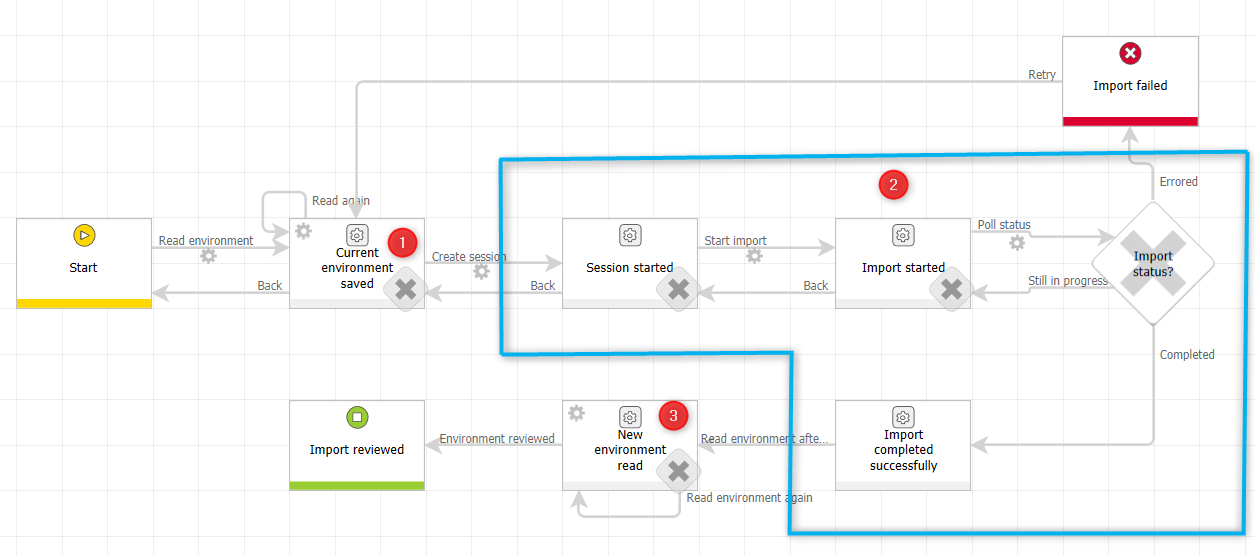 Retry
Import failed
Errored
2
Read again
Start
Read environment
Back
1
Current
environment
saved
Create session
Back
Session started
Start import
Back
Import started
Poll status
Still in progress
Import
status?
Completed
Import reviewed
Environment reviewed
3
New
environment
read
Read environment afte...
Read environment again
Import
completed
successfully